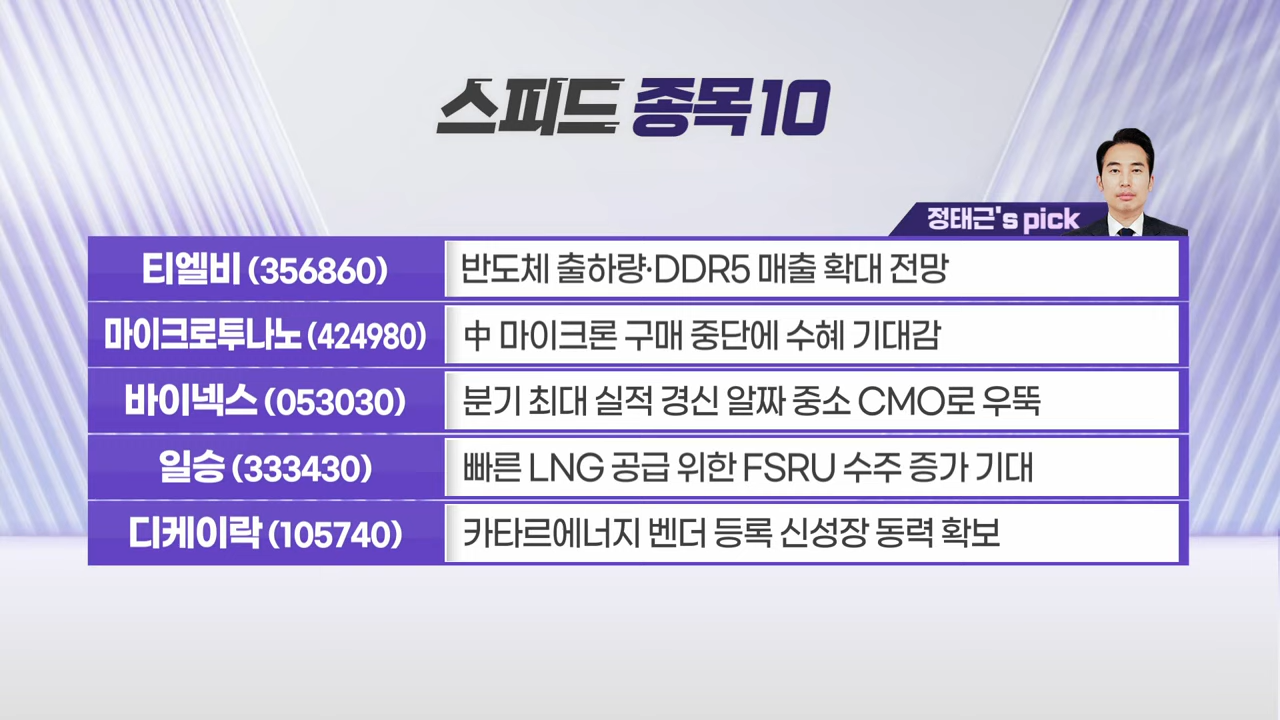 스피드 종목10
정태근's pick
티엘비 (356860) 반도체 출하량·DDR5 매출 확대 전망
마이크로투나노 (424980) 中 마이크론 구매 중단에 수혜 기대감
바이넥스 (053030) 분기 최대 실적 경신 알짜 중소 CMO로 우뚝
일승 (333430) 빠른 LNG 공급 위한 FSRU 수주 증가 기대
디케이락 (105740) 카타르에너지 벤더 등록 신성장 동력 확보